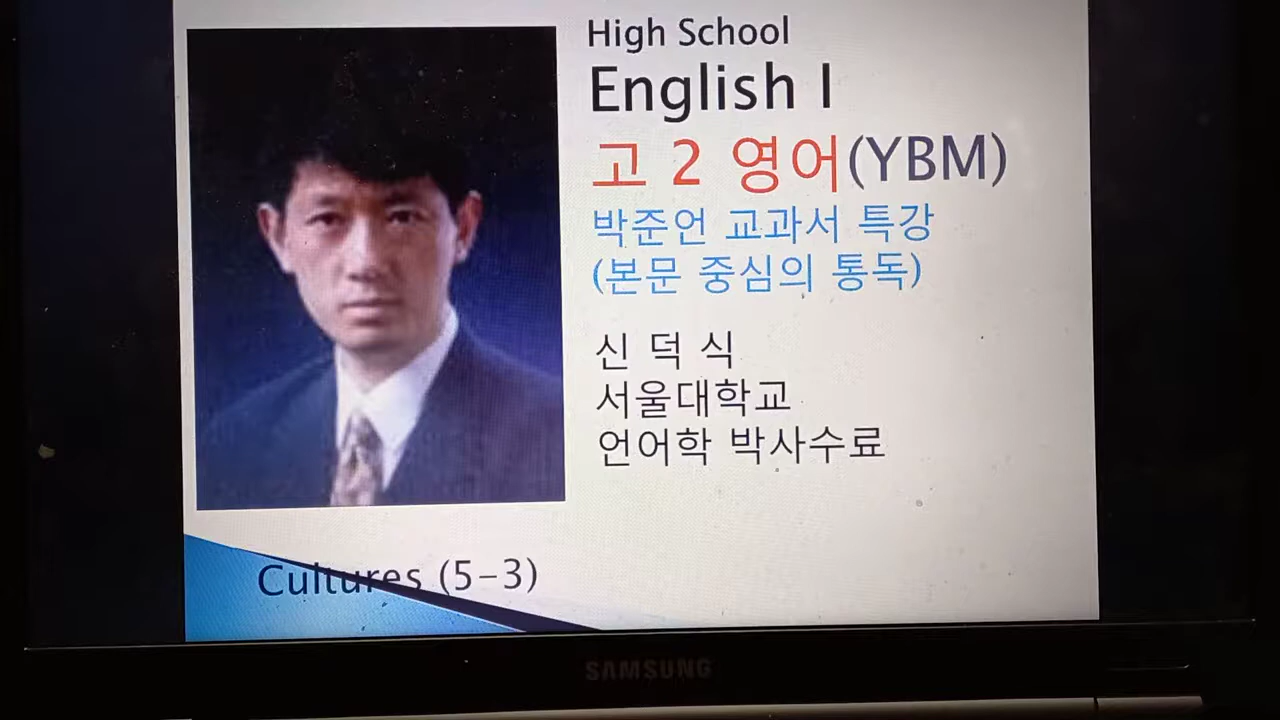 High School
English I
고 2 영어(YBM)
박준언 교과서 특강
(본문 중심의 통독)
신 덕 식
서울대학교
언어학 박사수료
Cultures (5-3)
SAMSUNG